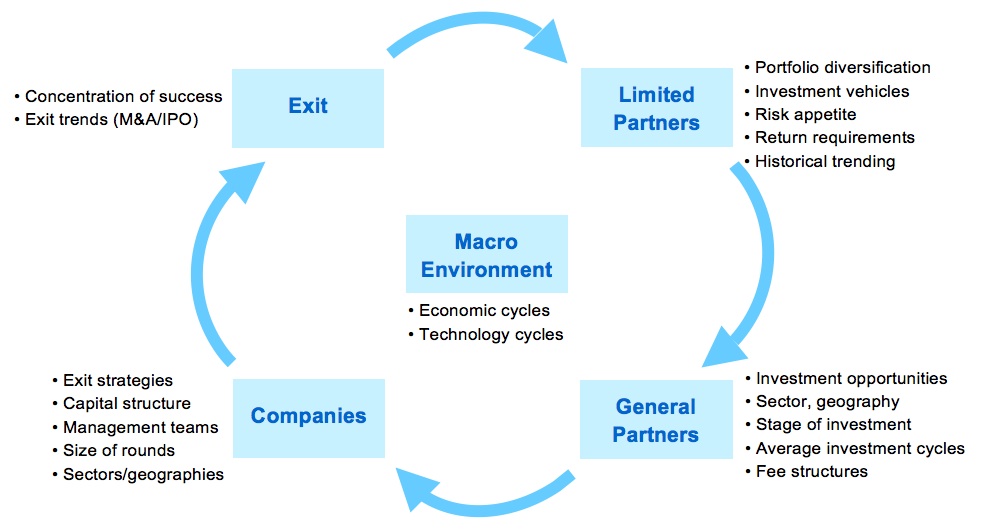 Exit
• Concentration of success
• Exit trends (M&A/IPO)
Limited
Partners
• Portfolio diversification
• Investment vehicles
• Risk appetite
• Return requirements
• Historical trending
Macro
Environment
• Economic cycles
• Technology cycles
Companies
• Exit strategies
• Capital structure
• Management teams
• Size of rounds
• Sectors/geographies
General
Partners
• Investment opportunities
• Sector, geography
• Stage of investment
• Average investment cycles
• Fee structures